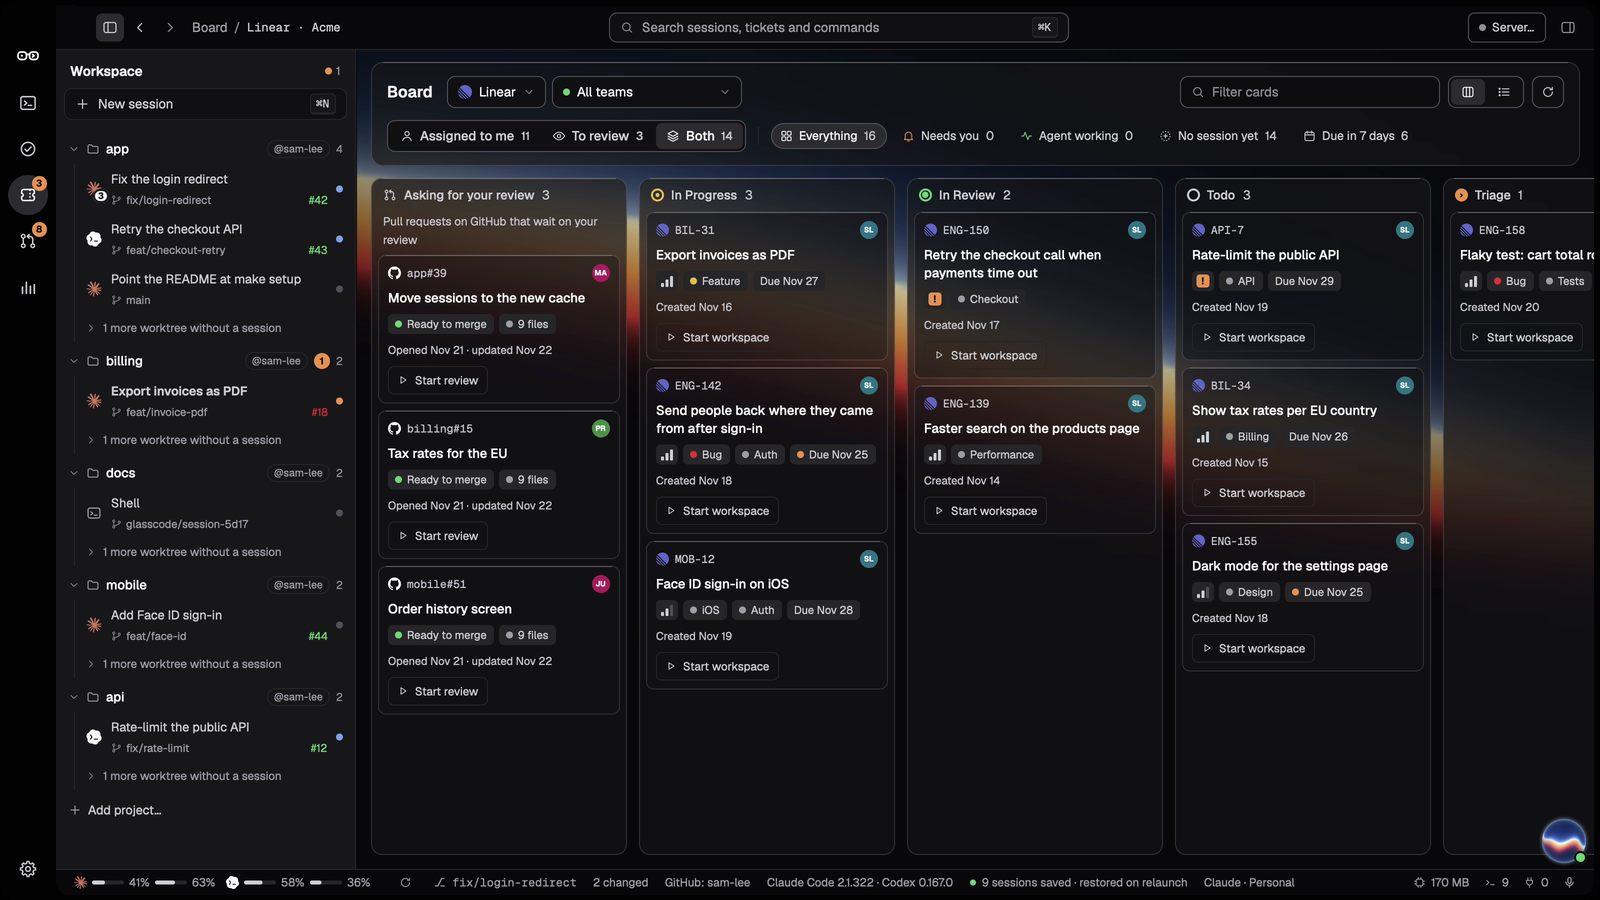 Board / Linear · Acme
Search sessions, tickets and commands
⌘K
Server...
Workspace
1
New session
⌘N
app
@sam-lee
4
Fix the login redirect
3
fix/login-redirect
#42
Retry the checkout API
feat/checkout-retry
#43
Point the README at make setup
main
1 more worktree without a session
billing
@sam-lee
1
2
Export invoices as PDF
feat/invoice-pdf
#18
1 more worktree without a session
docs
@sam-lee
2
Shell
glasscode/session-5d17
1 more worktree without a session
mobile
@sam-lee
2
Add Face ID sign-in
feat/face-id
#44
1 more worktree without a session
api
@sam-lee
2
Rate-limit the public API
fix/rate-limit
#12
1 more worktree without a session
Add project...
3
8
Board
Linear
All teams
Filter cards
Assigned to me 11
To review 3
Both 14
Everything 16
Needs you 0
Agent working 0
No session yet 14
Due in 7 days 6
Asking for your review 3
Pull requests on GitHub that wait on your
review
app#39
MA
Move sessions to the new cache
Ready to merge
9 files
Opened Nov 21 · updated Nov 22
Start review
billing#15
PR
Tax rates for the EU
Ready to merge
9 files
Opened Nov 21 · updated Nov 22
Start review
mobile#51
JU
Order history screen
Ready to merge
9 files
Opened Nov 21 · updated Nov 22
Start review
In Progress 3
BIL-31
SL
Export invoices as PDF
Feature
Due Nov 27
Created Nov 16
Start workspace
ENG-142
SL
Send people back where they came
from after sign-in
Bug
Auth
Due Nov 25
Created Nov 18
Start workspace
MOB-12
SL
Face ID sign-in on iOS
iOS
Auth
Due Nov 28
Created Nov 19
Start workspace
In Review 2
ENG-150
SL
Retry the checkout call when
payments time out
Checkout
Created Nov 17
Start workspace
ENG-139
SL
Faster search on the products page
Performance
Created Nov 14
Start workspace
Todo 3
API-7
SL
Rate-limit the public API
API
Due Nov 29
Created Nov 19
Start workspace
BIL-34
SL
Show tax rates per EU country
Billing
Due Nov 26
Created Nov 15
Start workspace
ENG-155
SL
Dark mode for the settings page
Design
Due Nov 25
Created Nov 18
Start workspace
Triage 1
ENG-158
Flaky test: cart total
Bug
Tests
Created Nov 20
Start workspace
41%
63%
58%
36%
fix/login-redirect
2 changed
GitHub: sam-lee
Claude Code 2.1.322 · Codex 0.167.0
9 sessions saved · restored on relaunch
Claude · Personal
170 MB
9
0